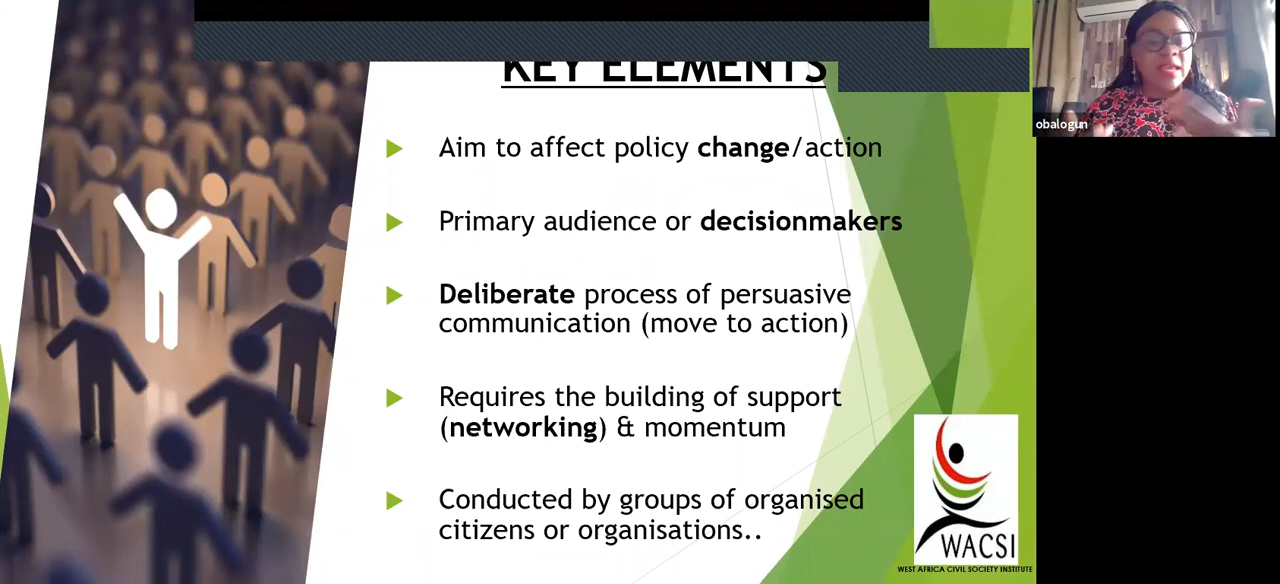 KEY ELEMENTS
Aim to affect policy change/action
Primary audience or decisionmakers
Deliberate process of persuasive
communication (move to action)
Requires the building of support
(networking) & momentum
Conducted by groups of organised
citizens or organisations..
WACSI
WEST AFRICA CIVIL SOCIETY INSTITUTE
obalogun